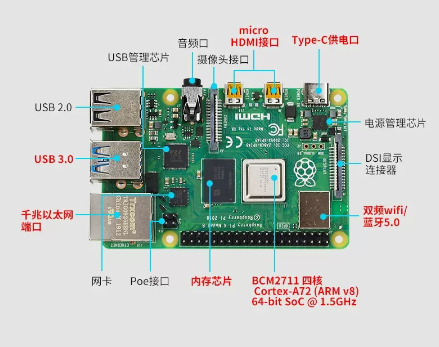 micro
HDMI接口
音频口
Type-C供电口
USB管理芯片
摄像头接口
USB 2.0
电源管理芯片
HDMI
FC
CE
USB 3.0
DSI显示
连接器
千兆以太网
端口
双频wifi/
蓝牙5.0
网卡
Poe接口
内存芯片
BCM2711 四核
Cortex-A72 (ARM v8)
64-bit SoC @ 1.5GHz